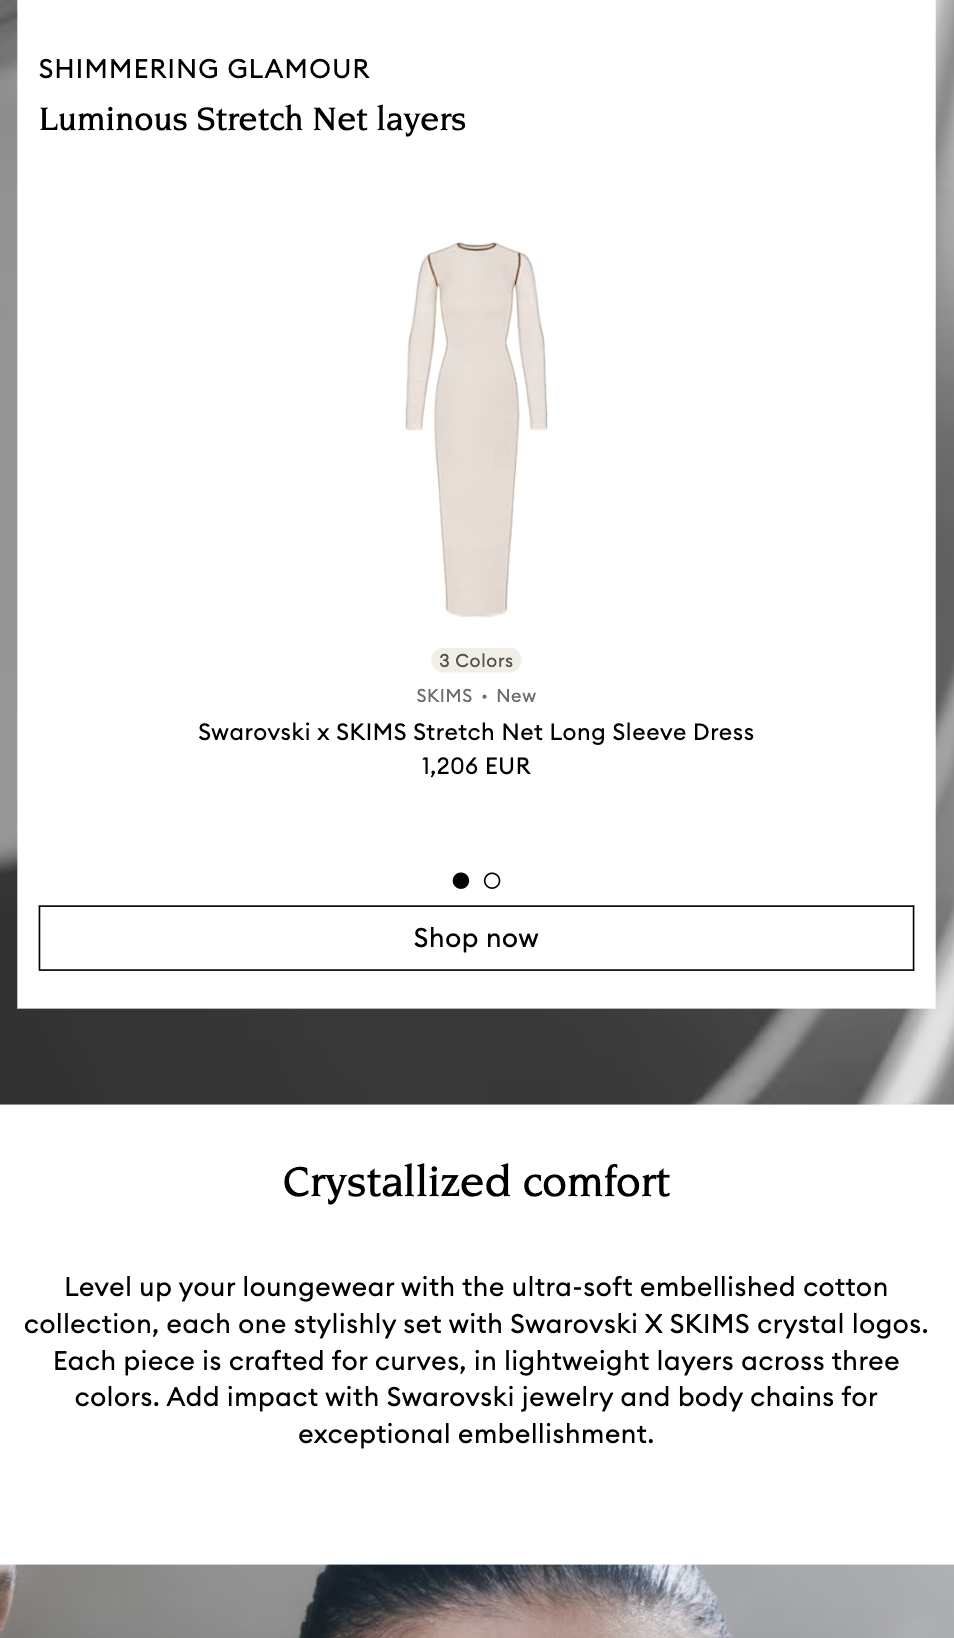 SHIMMERING GLAMOUR
Luminous Stretch Net layers
3 Colors
SKIMS • New
Swarovski x SKIMS Stretch Net Long Sleeve Dress
1,206 EUR
Shop now
Crystallized comfort
Level up your loungewear with the ultra-soft embellished cotton
collection, each one stylishly set with Swarovski X SKIMS crystal logos.
Each piece is crafted for curves, in lightweight layers across three
colors. Add impact with Swarovski jewelry and body chains for
exceptional embellishment.